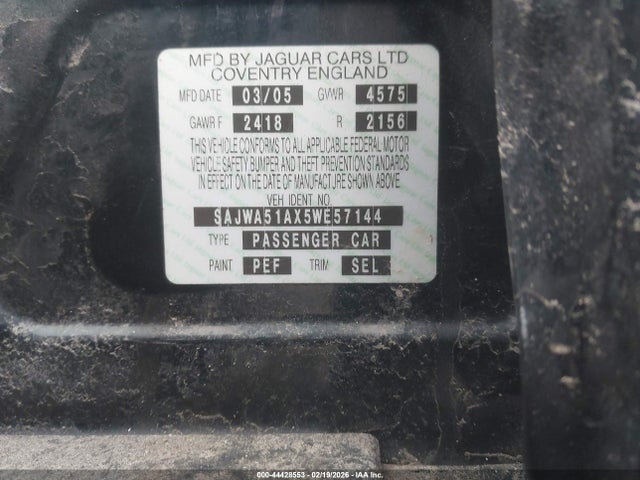 MFD BY JAGUAR CARS LTD
COVENTRY ENGLAND
MFD DATE 03/05 GVWR 4575
GAWR F 2418 R 2156
THIS VEHICLE CONFORMS TO ALL APPLICABLE FEDERAL MOTOR
VEHICLE SAFETY BUMPER AND THEFT PREVENTION STANDARDS
IN EFFECT ON THE DATE OF MANUFACTURE SHOWN ABOVE.
VEH IDENT NO.
SAJWA51AX5WE57144
TYPE PASSENGER CAR
PAINT PEF TRIM SEL
000-44428553 - 02/19/2026 - IAAI.COM